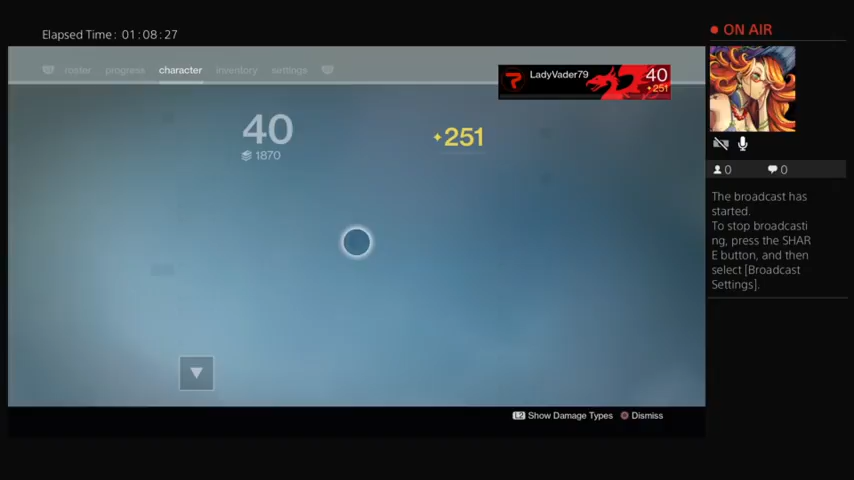 Elapsed Time: 01:08:27
ON AIR
roster progress character inventory settings
LadyVader79
40
251
40
1870
251
0 0
The broadcast has
started.
To stop broadcasti
ng, press the SHAR
E button, and then
select [Broadcast
Settings].
L2 Show Damage Types Dismiss